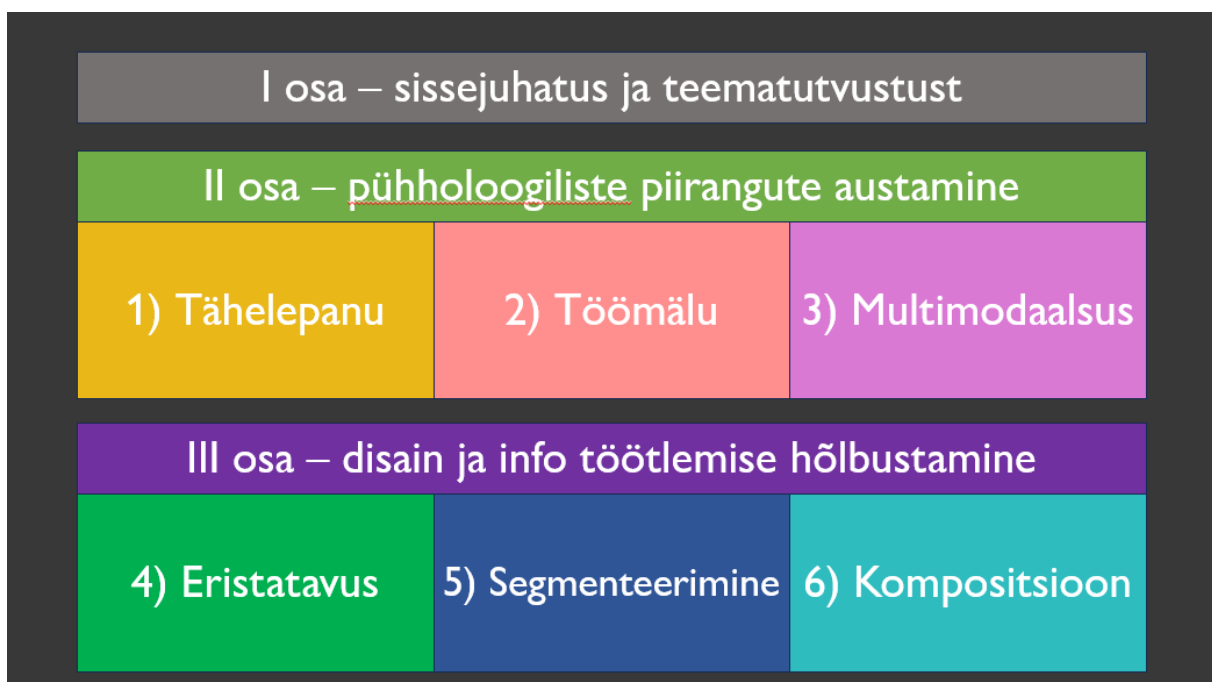 I osa – sissejuhatus ja teematutvustust
II osa – pühholoogiliste piirangute austamine
1) Tähelepanu
2) Töömälu
3) Multimodaalsus
III osa – disain ja info töötlemise hõlbustamine
4) Eristatavus
5) Segmenteerimine
6) Kompositsioon